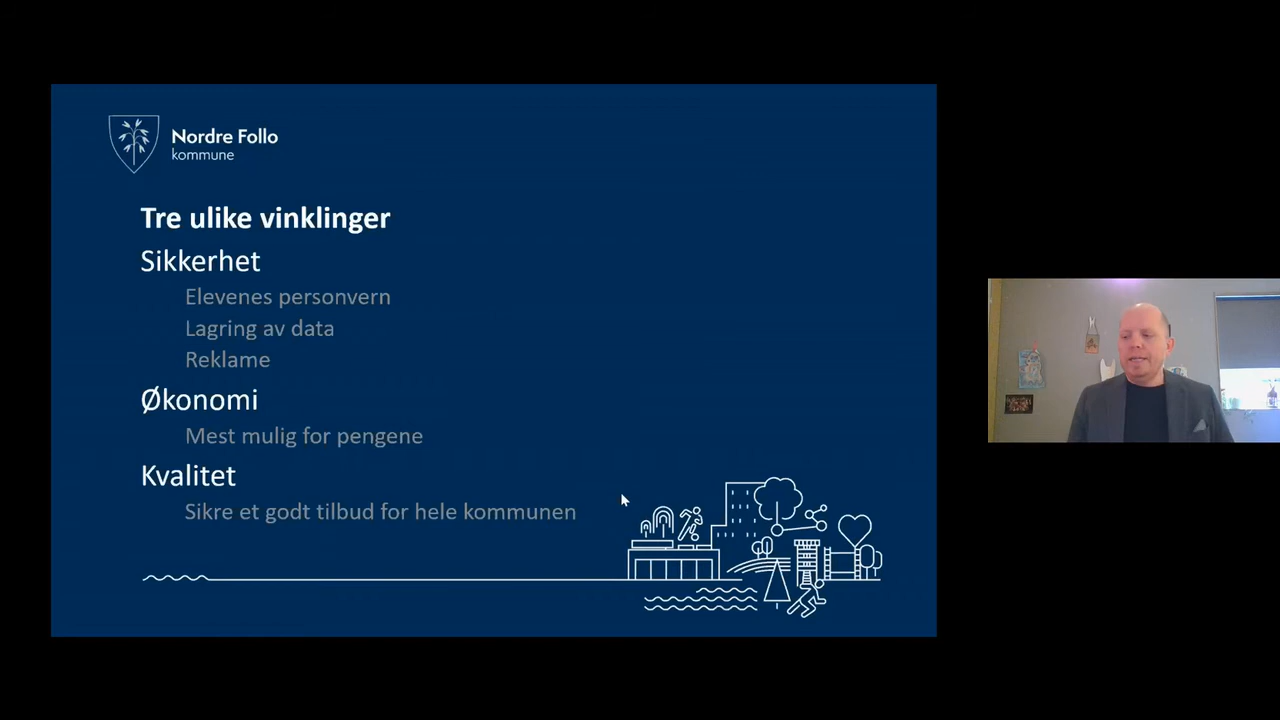 Nordre Follo
kommune
Tre ulike vinklinger
Sikkerhet
Elevenes personvern
Lagring av data
Reklame
Økonomi
Mest mulig for pengene
Kvalitet
Sikre et godt tilbud for hele kommunen